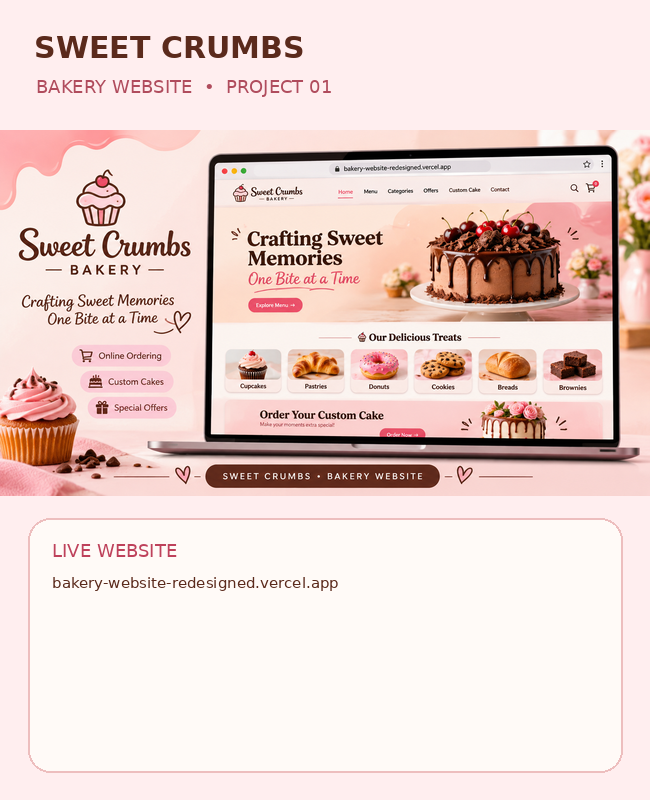 SWEET CRUMBS
BAKERY WEBSITE • PROJECT 01
Sweet Crumbs
BAKERY
Crafting Sweet Memories
One Bite at a Time
Online Ordering
Custom Cakes
Special Offers
bakery-website-redesigned.vercel.app
Sweet Crumbs
BAKERY
Home Menu Categories Offers Custom Cake Contact
Crafting Sweet
Memories
One Bite at a Time
Explore Menu →
Our Delicious Treats
Cupcakes Pastries Donuts Cookies Breads Brownies
Order Your Custom Cake
Make your moments extra special!
Order Now →
SWEET CRUMBS • BAKERY WEBSITE
LIVE WEBSITE
bakery-website-redesigned.vercel.app